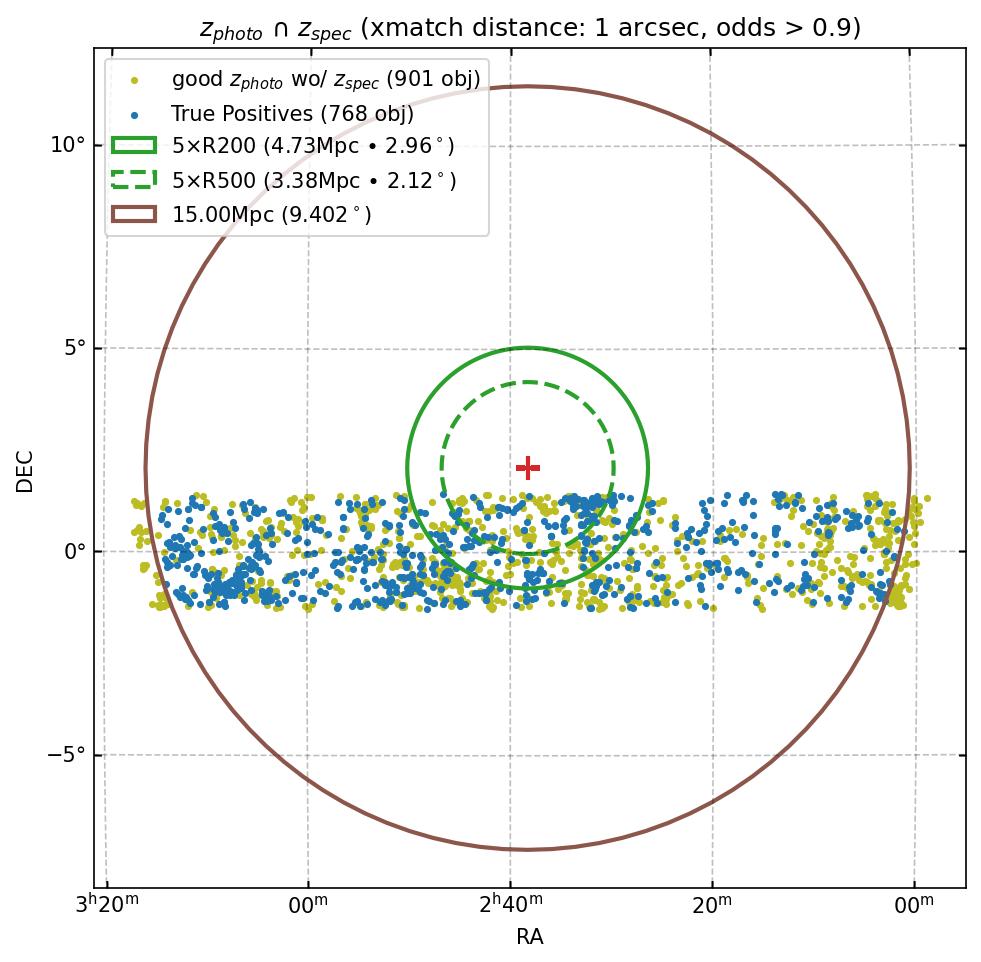 z_photo ∩ z_spec (xmatch distance: 1 arcsec, odds > 0.9)
good z_photo wo/ z_spec (901 obj)
True Positives (768 obj)
5×R200 (4.73Mpc • 2.96°)
5×R500 (3.38Mpc • 2.12°)
15.00Mpc (9.402°)
10°
5°
0°
−5°
DEC
3h20m
00m
2h40m
20m
00m
RA